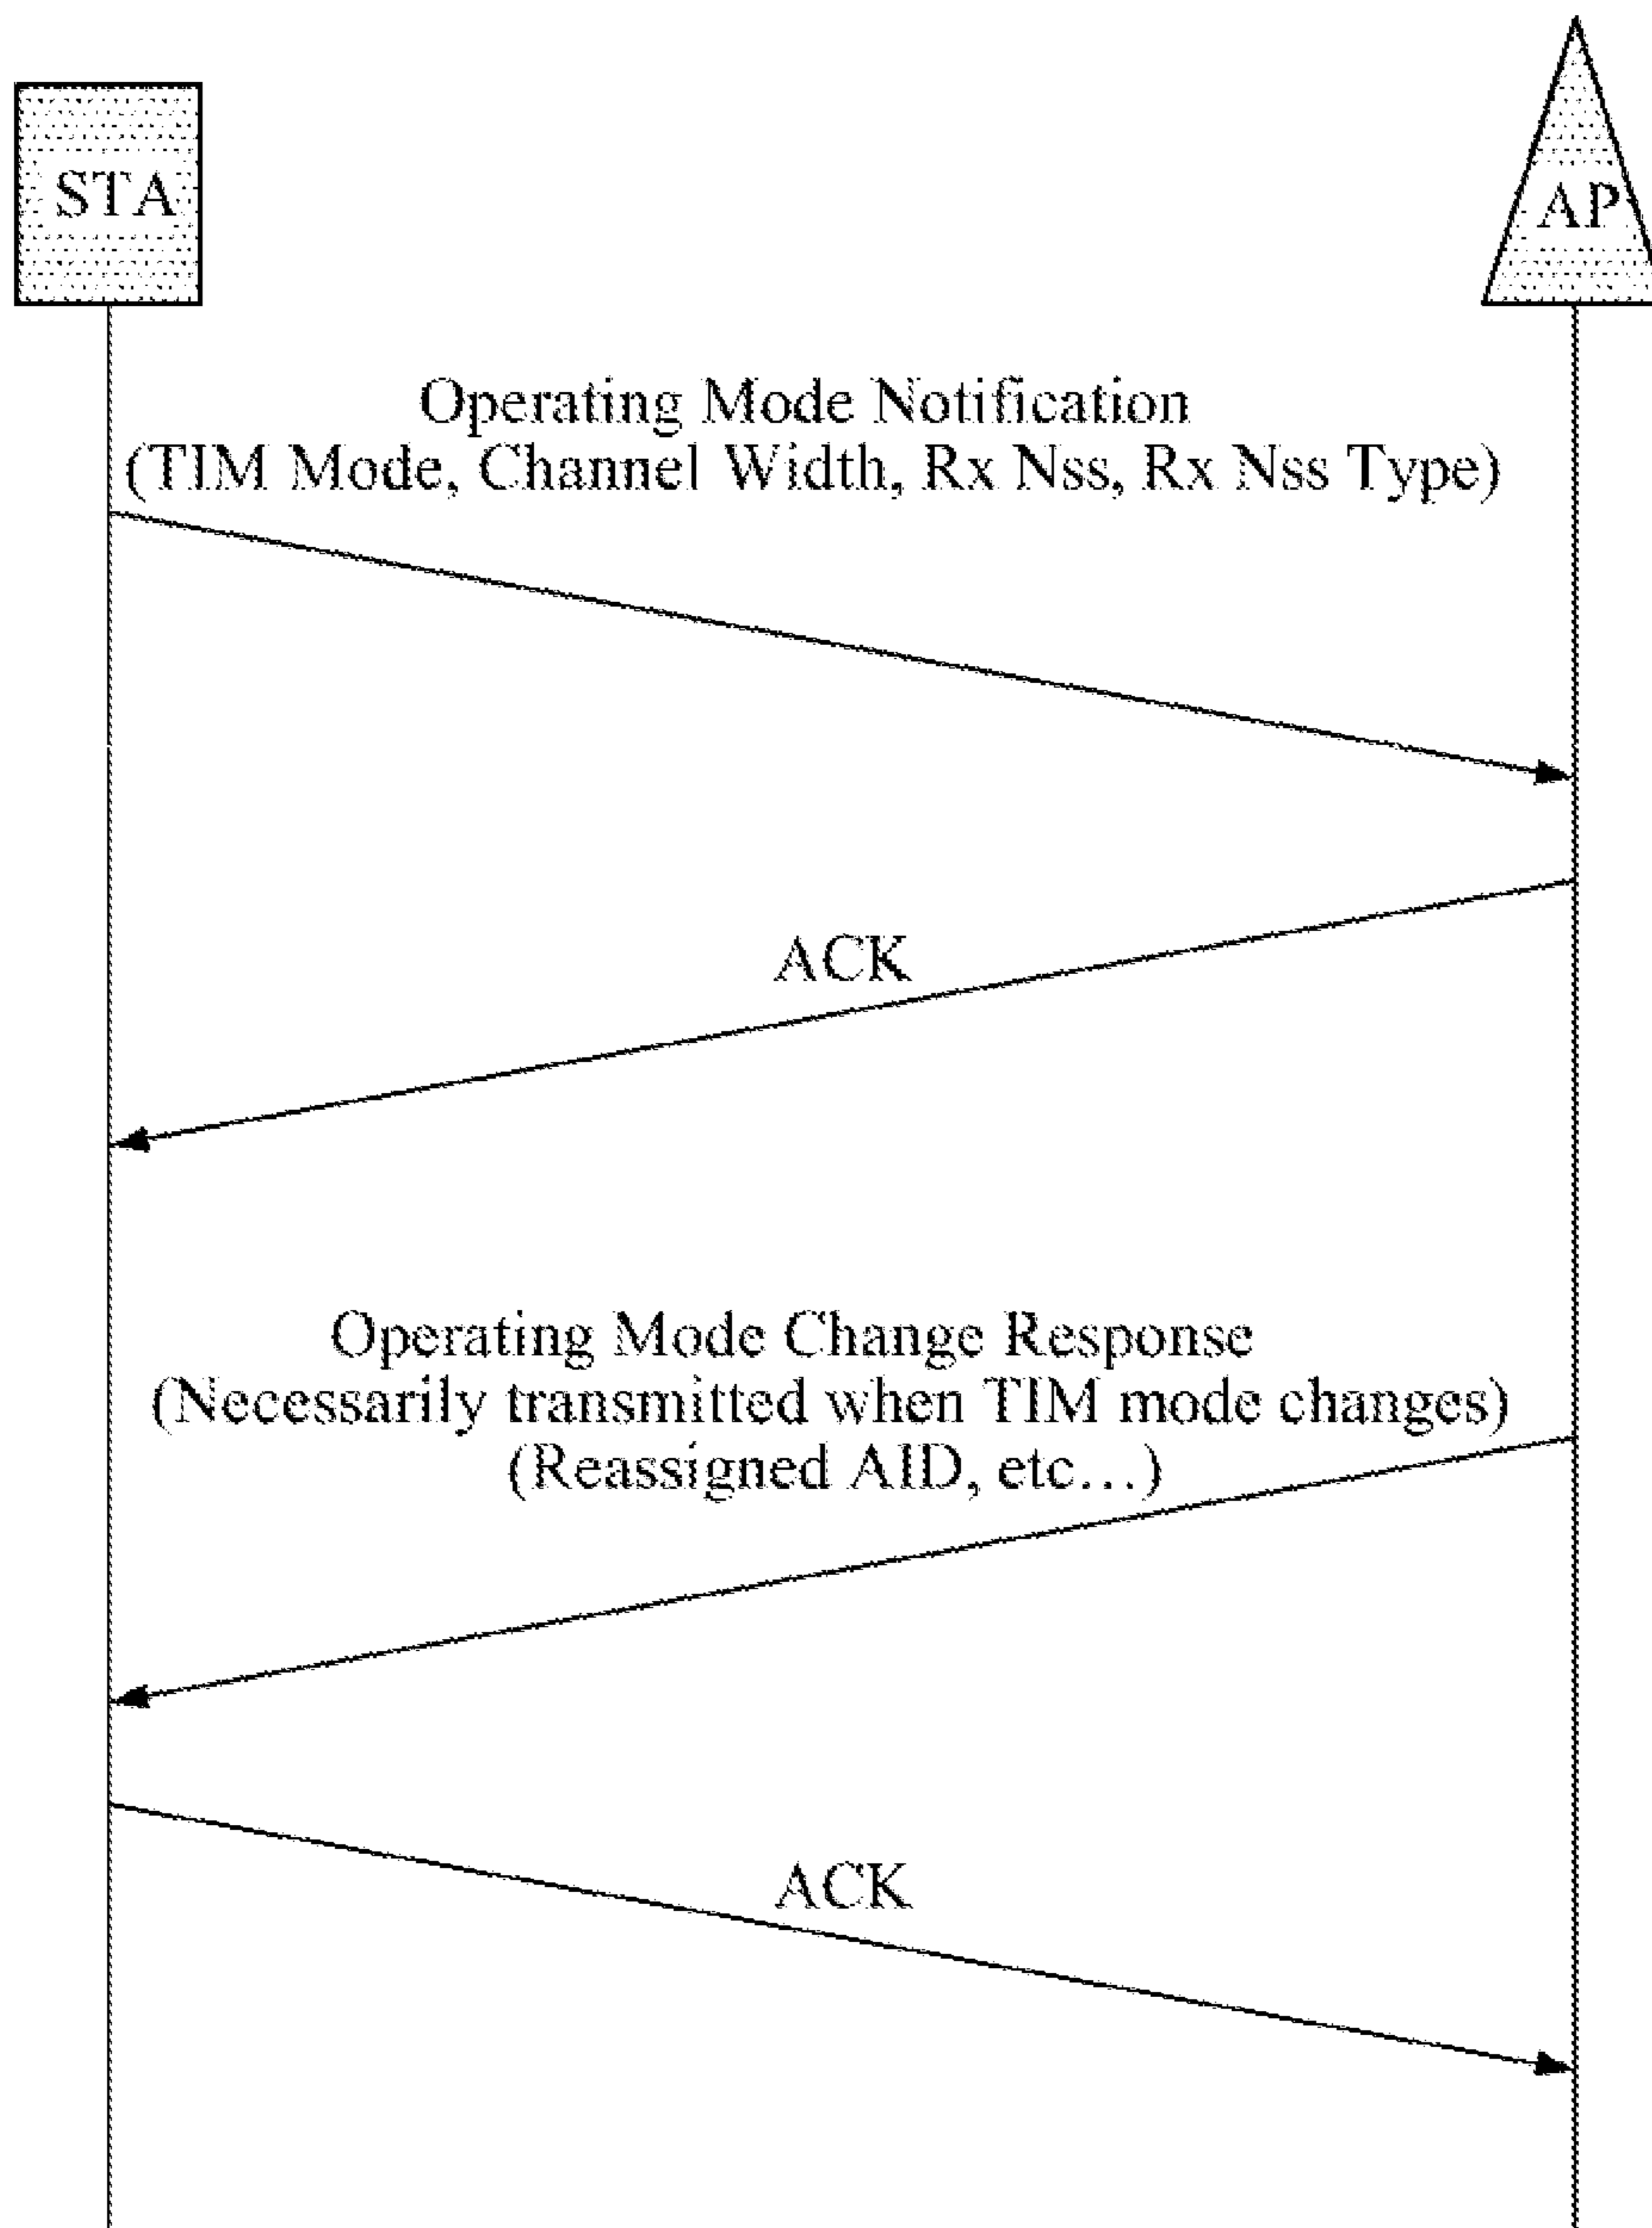 STA
AP
Operating Mode Notification
(TIM Mode, Channel Width, Rx Nss, Rx Nss Type)
ACK
Operating Mode Change Response
(Necessarily transmitted when TIM mode changes)
(Reassigned AID, etc...)
ACK